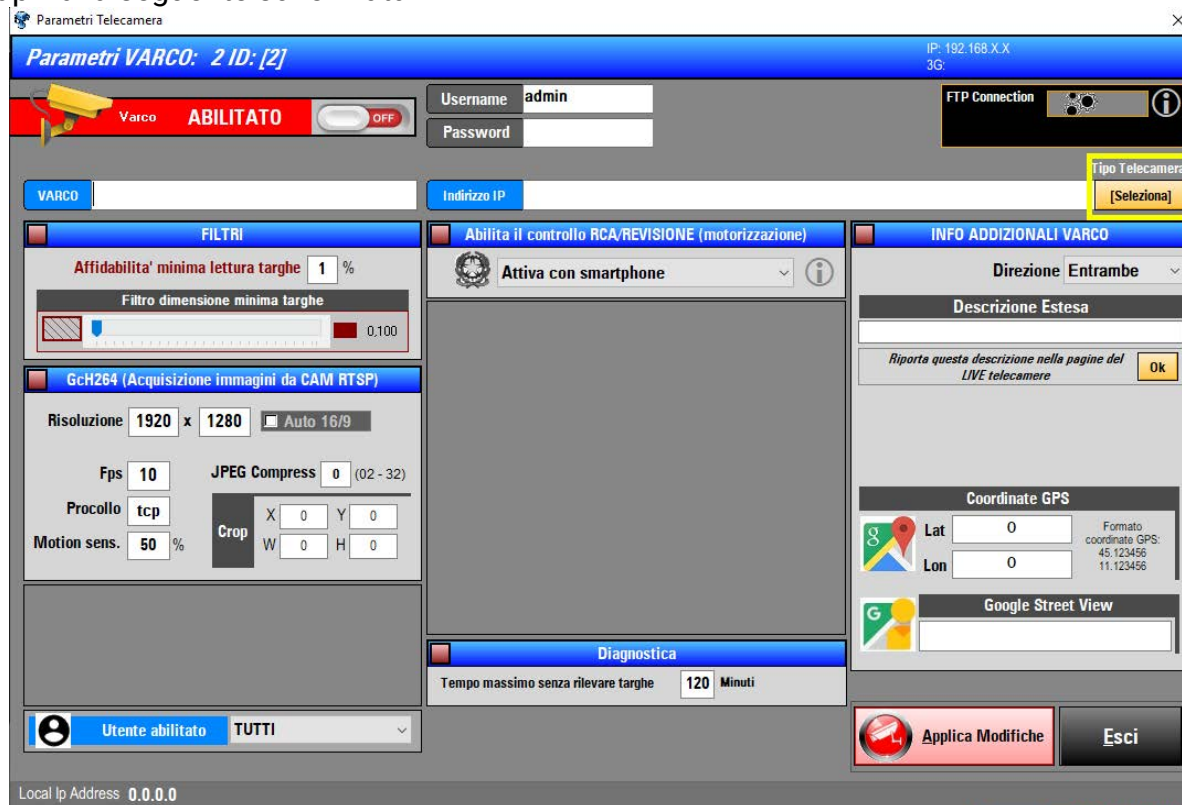 Parametri Telecamera
Parametri VARCO: 2 ID: [2]
IP: 192.168.X.X
3G:
Varco ABILITATO OFF
Username admin
Password
FTP Connection
Tipo Telecamera
[Seleziona]
VARCO
Indirizzo IP
FILTRI
Affidabilita' minima lettura targhe 1 %
Filtro dimensione minima targhe
0,100
GcH264 (Acquisizione immagini da CAM RTSP)
Risoluzione 1920 x 1280 Auto 16/9
Fps 10 JPEG Compress 0 (02 - 32)
Procollo tcp
Motion sens. 50 %
Crop X 0 Y 0
W 0 H 0
Utente abilitato TUTTI
Abilita il controllo RCA/REVISIONE (motorizzazione)
Attiva con smartphone
Diagnostica
Tempo massimo senza rilevare targhe 120 Minuti
INFO ADDIZIONALI VARCO
Direzione Entrambe
Descrizione Estesa
Riporta questa descrizione nella pagine del
LIVE telecamere
Ok
Coordinate GPS
Lat 0
Lon 0
Formato
coordinate GPS:
45.123456
11.123456
Google Street View
Applica Modifiche
Esci
Local Ip Address 0.0.0.0